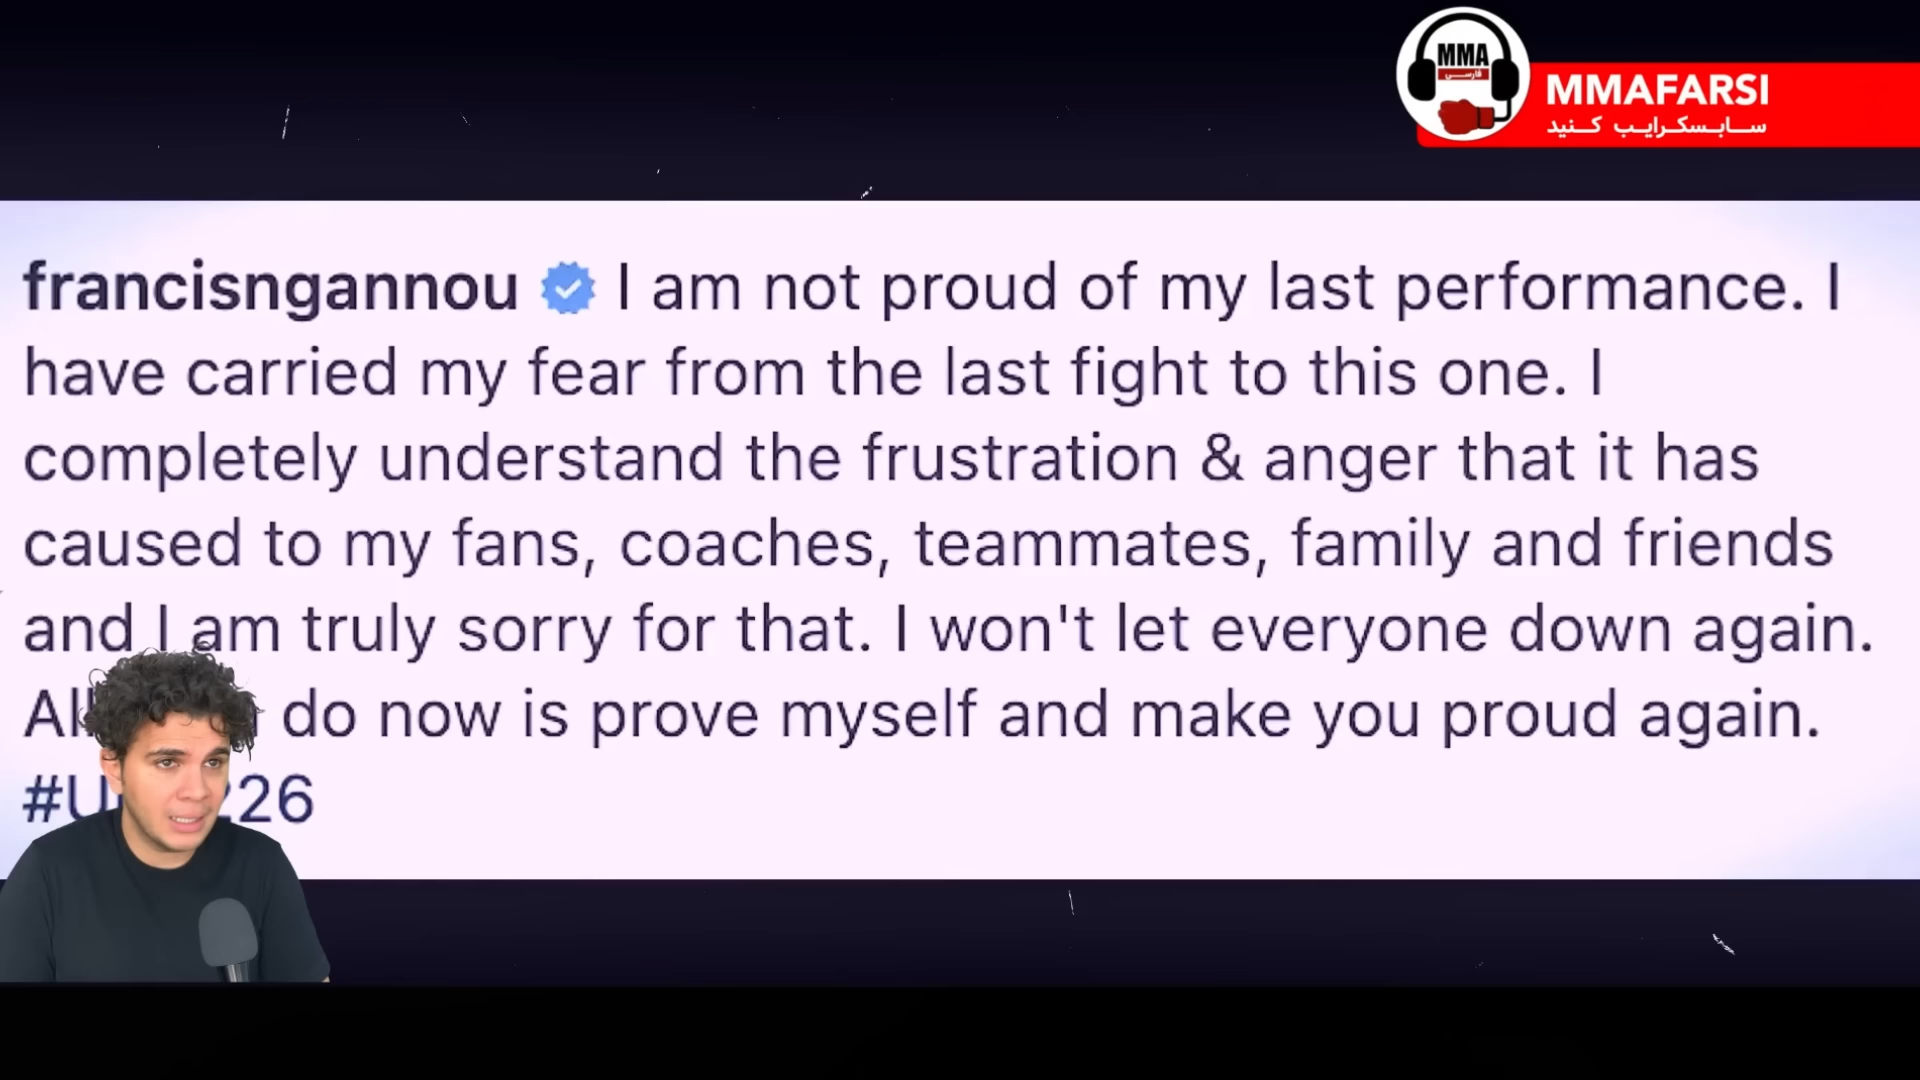 MMA
فارسی
MMAFARSI
سابسکرایب کنید
francisngannou I am not proud of my last performance. I
have carried my fear from the last fight to this one. I
completely understand the frustration & anger that it has
caused to my fans, coaches, teammates, family and friends
and I am truly sorry for that. I won't let everyone down again.
do now is prove myself and make you proud again.